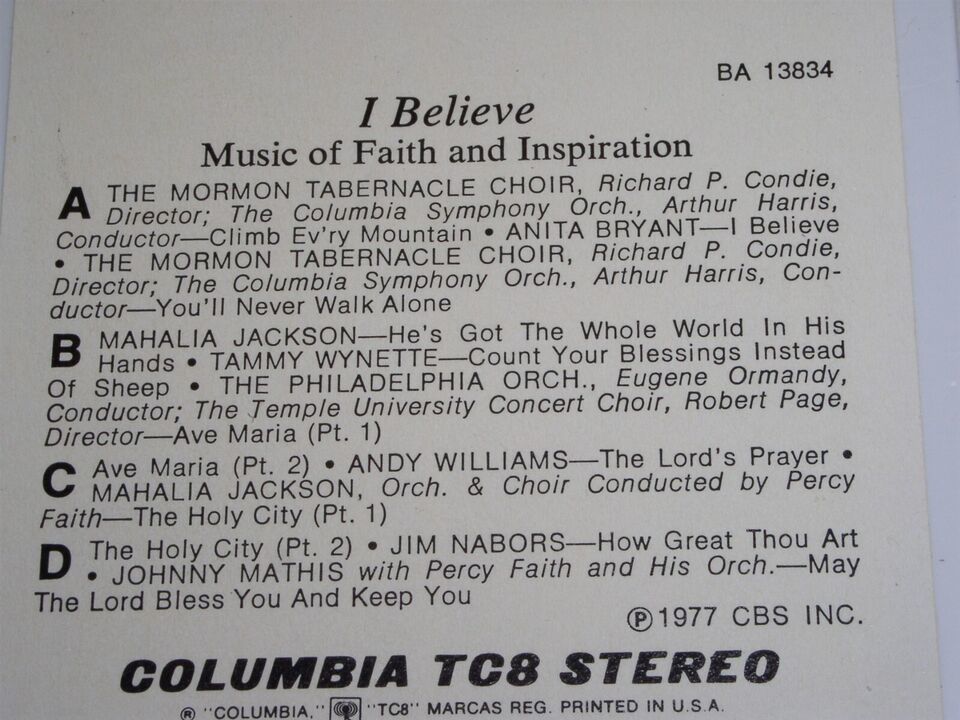 BA 13834
I Believe
Music of Faith and Inspiration
A THE MORMON TABERNACLE CHOIR, Richard P. Condie,
Director; The Columbia Symphony Orch., Arthur Harris,
Conductor—Climb Ev'ry Mountain • ANITA BRYANT—I Believe
• THE MORMON TABERNACLE CHOIR, Richard P. Condie,
Director; The Columbia Symphony Orch., Arthur Harris, Con-
ductor—You'll Never Walk Alone
B MAHALIA JACKSON—He's Got The Whole World In His
Hands • TAMMY WYNETTE—Count Your Blessings Instead
Of Sheep • THE PHILADELPHIA ORCH., Eugene Ormandy,
Conductor; The Temple University Concert Choir, Robert Page,
Director—Ave Maria (Pt. 1)
C Ave Maria (Pt. 2) • ANDY WILLIAMS—The Lord's Prayer •
MAHALIA JACKSON, Orch. & Choir Conducted by Percy
Faith—The Holy City (Pt. 1)
D The Holy City (Pt. 2) • JIM NABORS—How Great Thou Art
• JOHNNY MATHIS with Percy Faith and His Orch.—May
The Lord Bless You And Keep You
℗ 1977 CBS INC.
COLUMBIA TC8 STEREO
® "COLUMBIA," "TC8" MARCAS REG. PRINTED IN U.S.A.